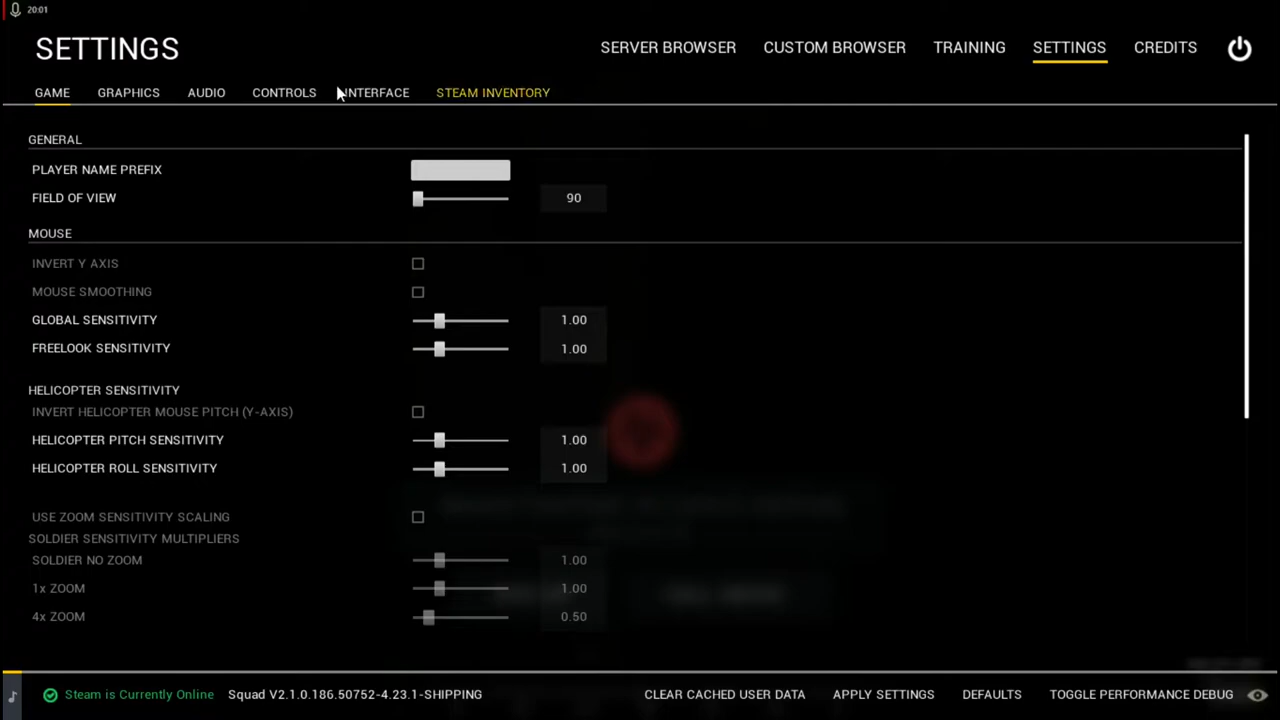 20:01
SETTINGS
SERVER BROWSER CUSTOM BROWSER TRAINING SETTINGS CREDITS
GAME GRAPHICS AUDIO CONTROLS INTERFACE STEAM INVENTORY
GENERAL
PLAYER NAME PREFIX
FIELD OF VIEW 90
MOUSE
INVERT Y AXIS
MOUSE SMOOTHING
GLOBAL SENSITIVITY 1.00
FREELOOK SENSITIVITY 1.00
HELICOPTER SENSITIVITY
INVERT HELICOPTER MOUSE PITCH (Y-AXIS)
HELICOPTER PITCH SENSITIVITY 1.00
HELICOPTER ROLL SENSITIVITY 1.00
USE ZOOM SENSITIVITY SCALING
SOLDIER SENSITIVITY MULTIPLIERS
SOLDIER NO ZOOM 1.00
1x ZOOM 1.00
4x ZOOM 0.50
Steam is Currently Online Squad V2.1.0.186.50752-4.23.1-SHIPPING CLEAR CACHED USER DATA APPLY SETTINGS DEFAULTS TOGGLE PERFORMANCE DEBUG